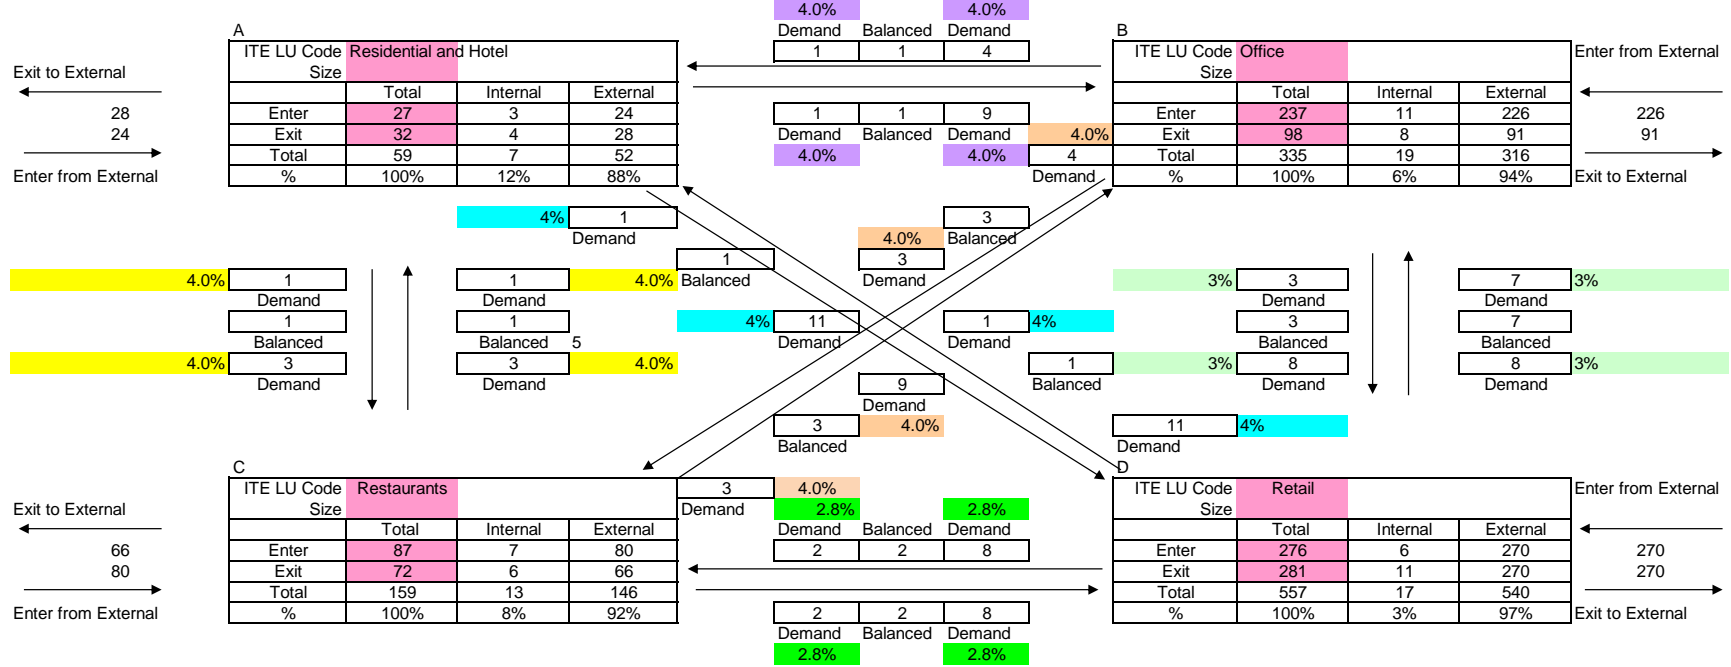 4.0% 4.0%
A Demand Balanced Demand B
ITE LU Code Residential and Hotel 1 1 4 ITE LU Code Office Enter from External
Exit to External Size Size
Total Internal External Total Internal External
28 Enter 27 3 24 1 1 9 Enter 237 11 226 226
24 Exit 32 4 28 Demand Balanced Demand 4.0% Exit 98 8 91 91
Total 59 7 52 4.0% 4.0% 4 Total 335 19 316
Enter from External % 100% 12% 88% Demand % 100% 6% 94% Exit to External
4% 1 3
Demand 4.0% Balanced
1 3
4.0% 1 1 4.0% Balanced Demand 3% 3 7 3%
Demand Demand Demand Demand
1 1 4% 11 1 4% 3 7
Balanced Balanced 5 Demand Demand Balanced Balanced
4.0% 3 3 4.0% 1 3% 8 8 3%
Demand Demand 9 Balanced Demand Demand
Demand
3 4.0% 11 4%
Balanced Demand
C D
ITE LU Code Restaurants 3 4.0% ITE LU Code Retail Enter from External
Exit to External Size Demand 2.8% 2.8% Size
Total Internal External Demand Balanced Demand Total Internal External
66 Enter 87 7 80 2 2 8 Enter 276 6 270 270
80 Exit 72 6 66 Exit 281 11 270 270
Total 159 13 146 2 2 8 Total 557 17 540
Enter from External % 100% 8% 92% Demand Balanced Demand % 100% 3% 97% Exit to External
2.8% 2.8%